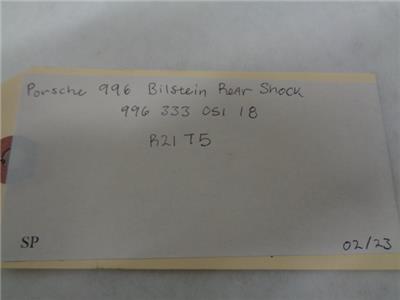 Porsche 996 Bilstein Rear Shock
996 333 051 18
R21 T5
SP
02/23